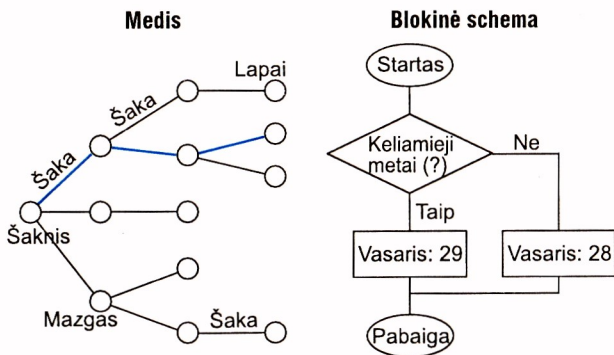 Medis
Lapai
Šaka
Šaka
Šaknis
Mazgas
Šaka
Blokinė schema
Startas
Keliamieji
metai (?)
Ne
Taip
Vasaris: 29
Vasaris: 28
Pabaiga